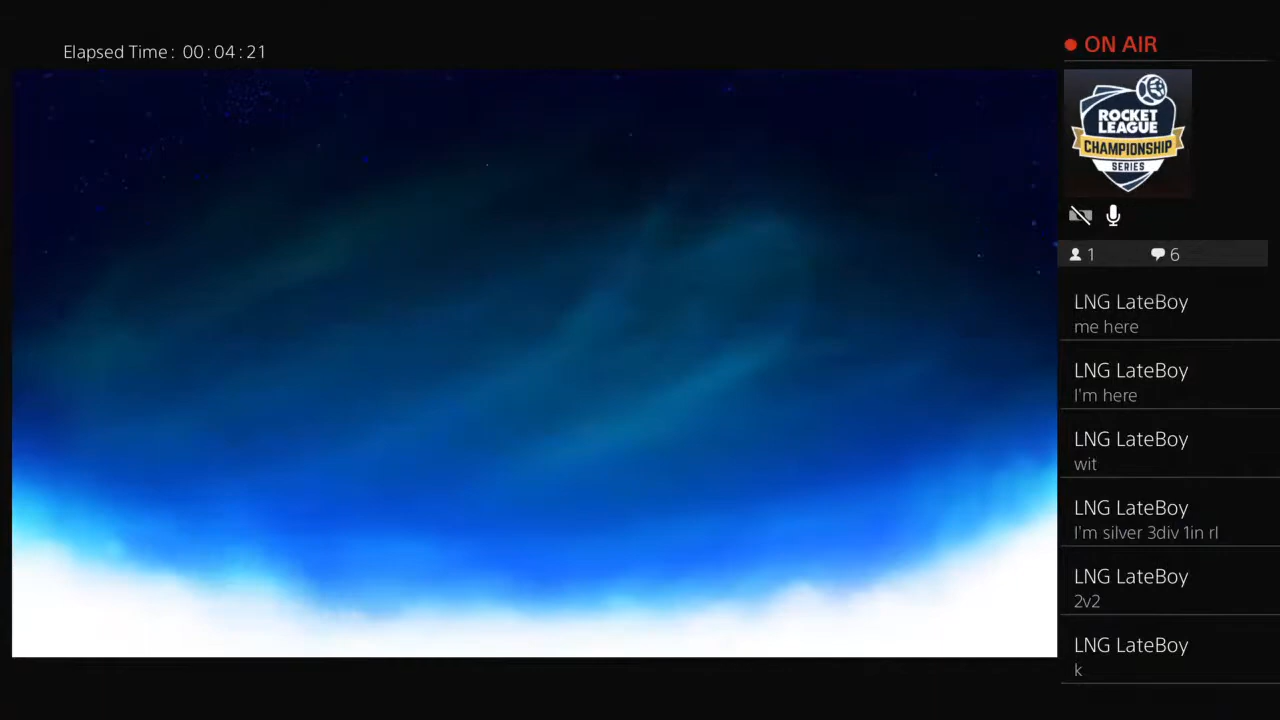 Elapsed Time: 00:04:21
ON AIR
ROCKET
LEAGUE
CHAMPIONSHIP
SERIES
1 6
LNG LateBoy
me here
LNG LateBoy
I'm here
LNG LateBoy
wit
LNG LateBoy
I'm silver 3div 1in rl
LNG LateBoy
2v2
LNG LateBoy
k